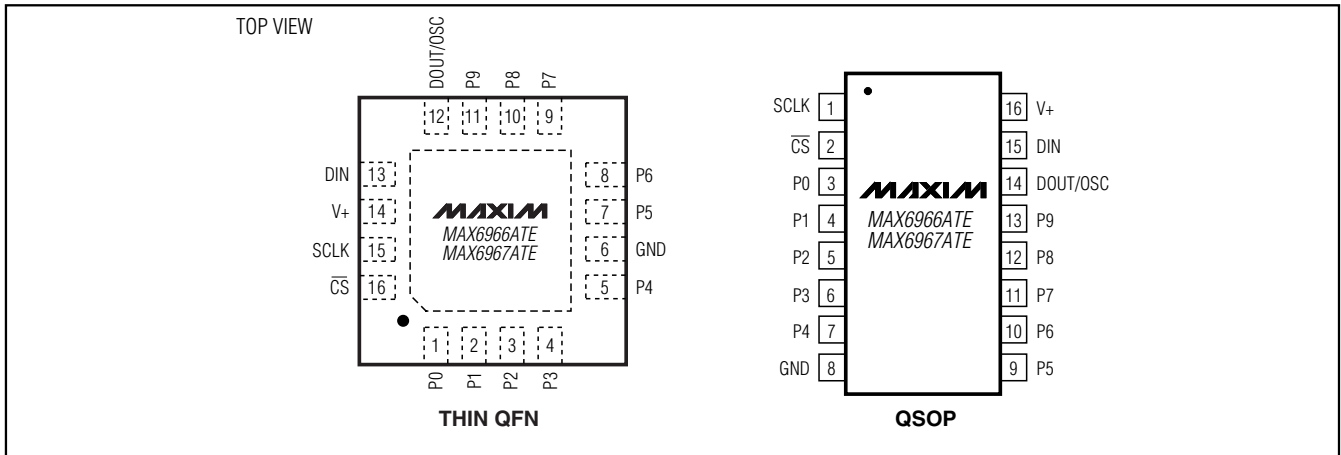 TOP VIEW
DOUT/OSC
P9
P8
P7
12 11 10 9
DIN 13
V+ 14
SCLK 15
CS 16
8 P6
7 P5
6 GND
5 P4
MAXIM
MAX6966ATE
MAX6967ATE
1 2 3 4
P0
P1
P2
P3
THIN QFN
SCLK 1
CS 2
P0 3
P1 4
P2 5
P3 6
P4 7
GND 8
MAXIM
MAX6966ATE
MAX6967ATE
16 V+
15 DIN
14 DOUT/OSC
13 P9
12 P8
11 P7
10 P6
9 P5
QSOP